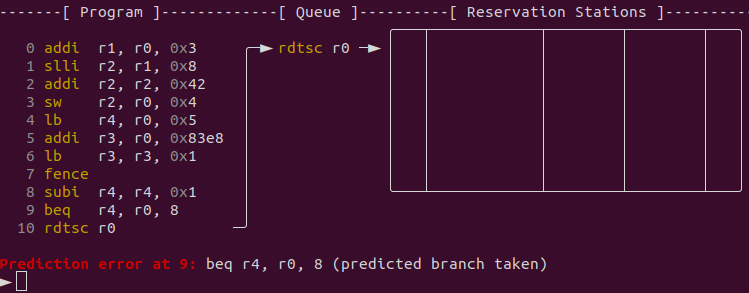 -------[ Program ]-------------[ Queue ]----------[ Reservation Stations ]---------
0 addi r1, r0, 0x3 rdtsc r0
1 slli r2, r1, 0x8
2 addi r2, r2, 0x42
3 sw r2, r0, 0x4
4 lb r4, r0, 0x5
5 addi r3, r0, 0x83e8
6 lb r3, r3, 0x1
7 fence
8 subi r4, r4, 0x1
9 beq r4, r0, 8
10 rdtsc r0
Prediction error at 9: beq r4, r0, 8 (predicted branch taken)